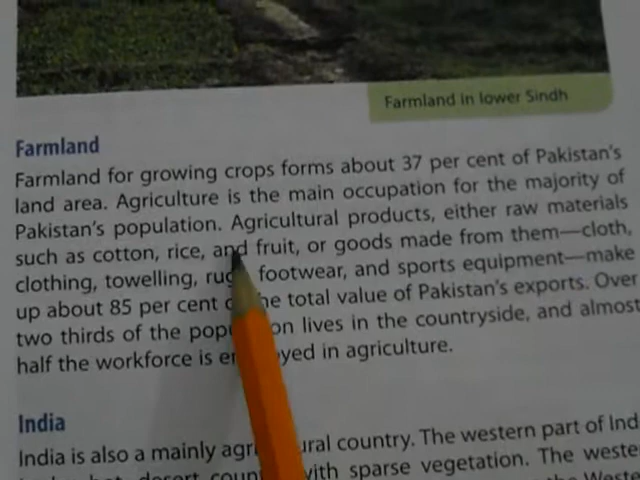 Farmland in lower Sindh
Farmland
Farmland for growing crops forms about 37 per cent of Pakistan's
land area. Agriculture is the main occupation for the majority of
Pakistan's population. Agricultural products, either raw materials
such as cotton, rice, and fruit, or goods made from them—cloth,
clothing, towelling, footwear, and sports equipment—make
up about 85 per cent total value of Pakistan's exports. Over
two thirds of the lives in the countryside, and almost
half the workforce is in agriculture.
India
India is also a mainly country. The western part of
desert with sparse vegetation. The